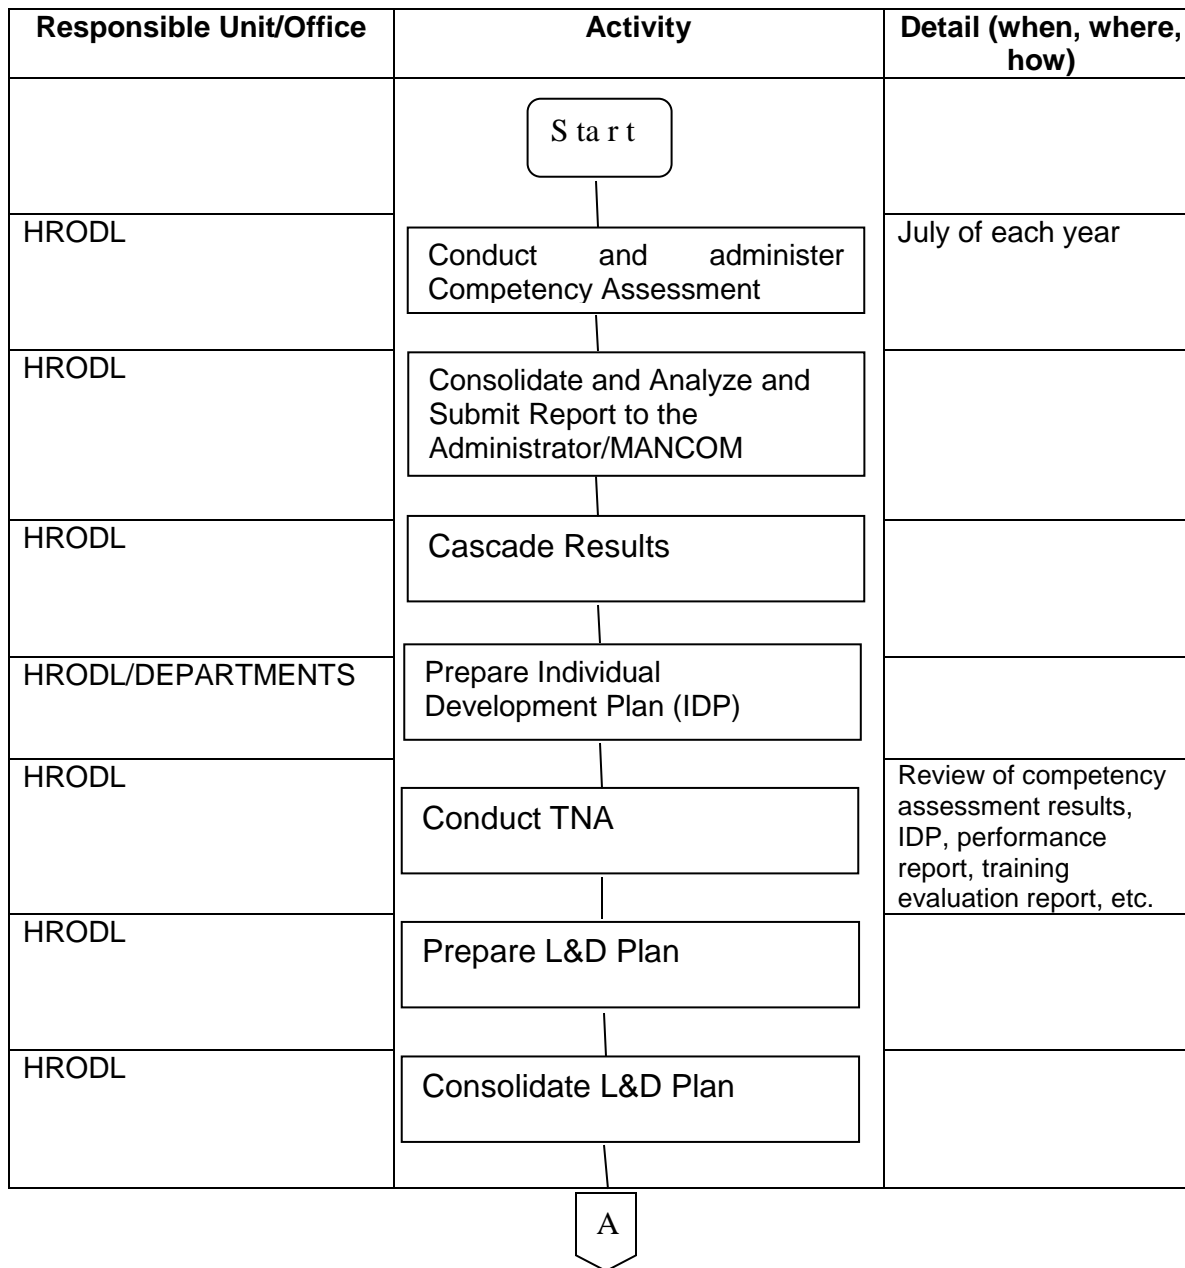 Responsible Unit/Office
Activity
Detail (when, where,
how)
S ta r t
HRODL
Conduct and administer
Competency Assessment
July of each year
HRODL
Consolidate and Analyze and
Submit Report to the
Administrator/MANCOM
HRODL
Cascade Results
HRODL/DEPARTMENTS
Prepare Individual
Development Plan (IDP)
HRODL
Conduct TNA
Review of competency
assessment results,
IDP, performance
report, training
evaluation report, etc.
HRODL
Prepare L&D Plan
HRODL
Consolidate L&D Plan
A